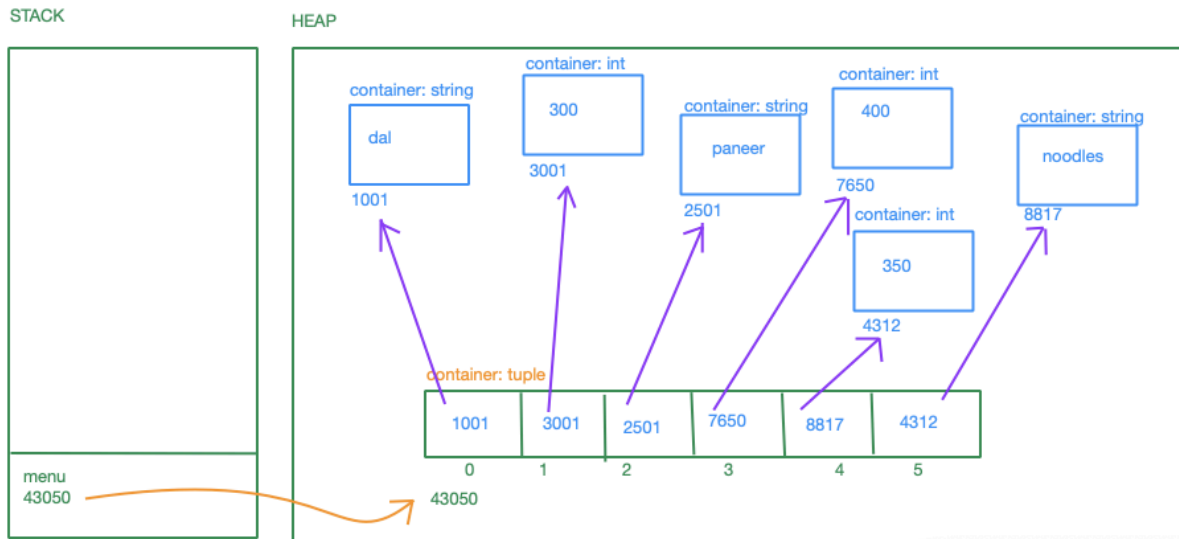 STACK
HEAP
container: int
container: int
container: string
container: string
container: string
300
400
dal
paneer
noodles
3001
7650
1001
2501
8817
container: int
350
4312
container: tuple
1001
3001
2501
7650
8817
4312
0
1
2
3
4
5
menu
43050
43050